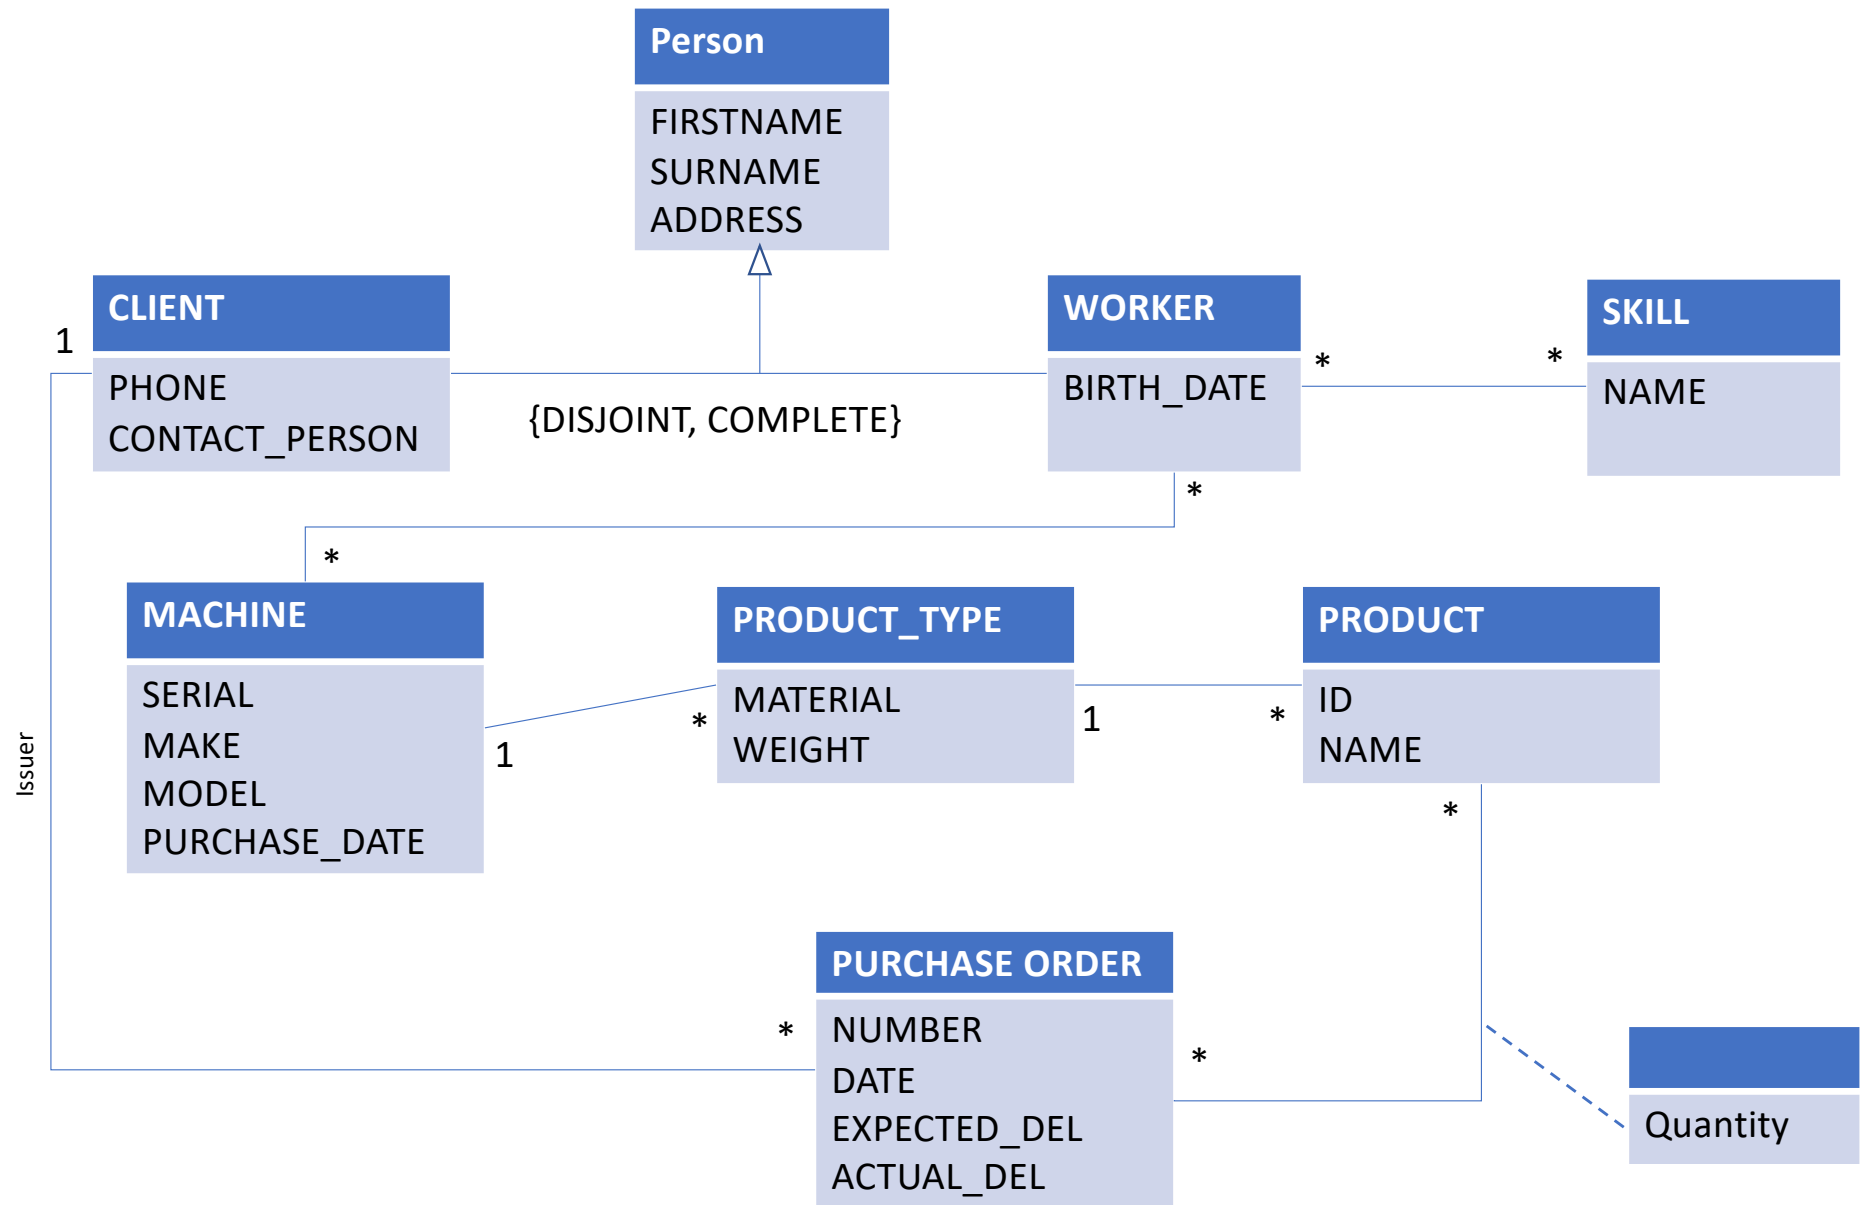 Person
FIRSTNAME
SURNAME
ADDRESS
CLIENT
PHONE
CONTACT_PERSON
1
{DISJOINT, COMPLETE}
WORKER
BIRTH_DATE
*
*
SKILL
NAME
*
*
MACHINE
SERIAL
MAKE
MODEL
PURCHASE_DATE
1
*
PRODUCT_TYPE
MATERIAL
WEIGHT
1
*
PRODUCT
ID
NAME
*
Issuer
*
PURCHASE ORDER
NUMBER
DATE
EXPECTED_DEL
ACTUAL_DEL
*
Quantity